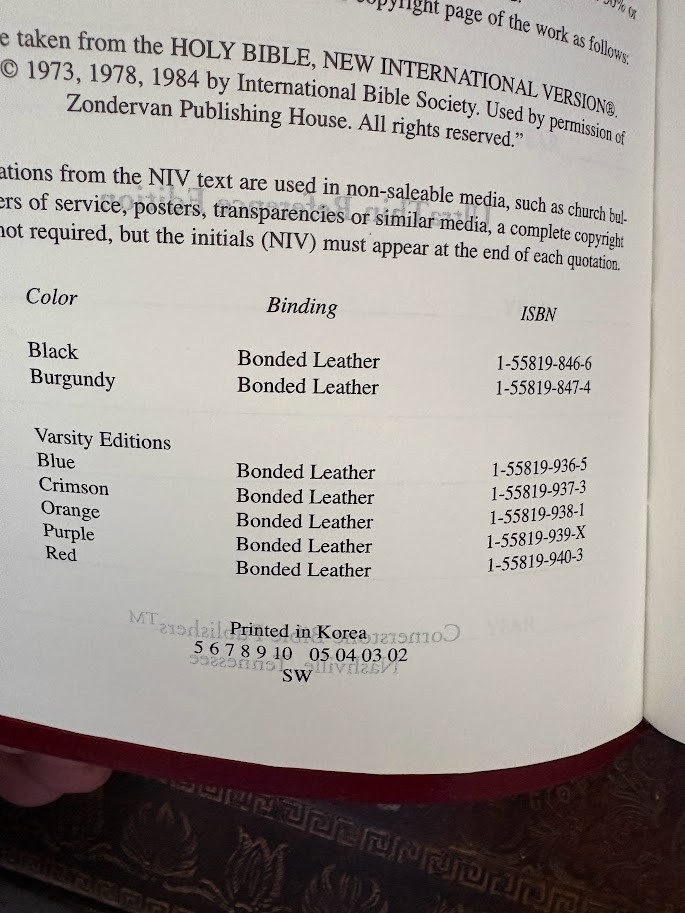 50% or
copyright page of the work as follows:
e taken from the HOLY BIBLE, NEW INTERNATIONAL VERSION®.
© 1973, 1978, 1984 by International Bible Society. Used by permission of
Zondervan Publishing House. All rights reserved.”
ations from the NIV text are used in non-saleable media, such as church bul-
ers of service, posters, transparencies or similar media, a complete copyright
not required, but the initials (NIV) must appear at the end of each quotation.
Color Binding ISBN
Black Bonded Leather 1-55819-846-6
Burgundy Bonded Leather 1-55819-847-4
Varsity Editions
Blue Bonded Leather 1-55819-936-5
Crimson Bonded Leather 1-55819-937-3
Orange Bonded Leather 1-55819-938-1
Purple Bonded Leather 1-55819-939-X
Red Bonded Leather 1-55819-940-3
Printed in Korea
5 6 7 8 9 10 05 04 03 02
SW